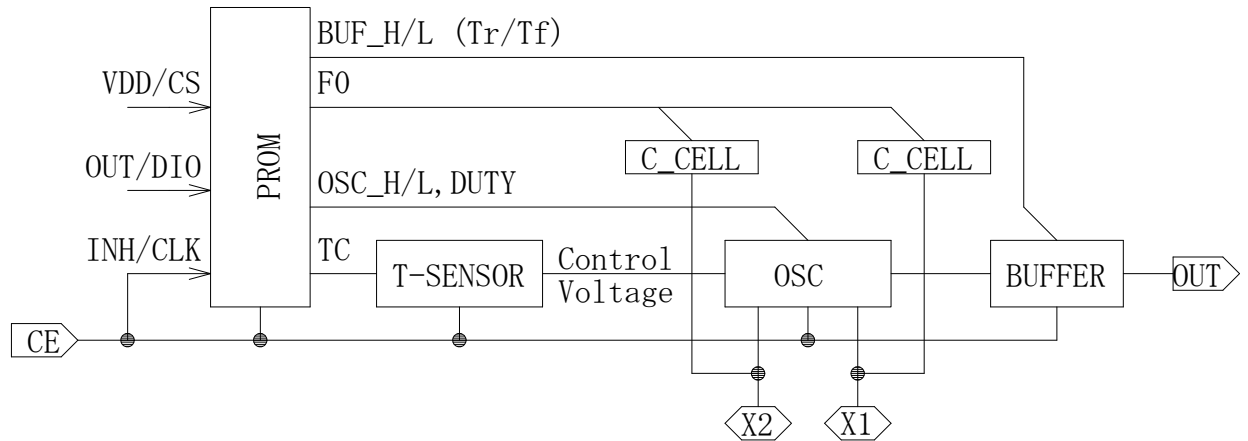 BUF_H/L (Tr/Tf)
VDD/CS
F0
C_CELL
C_CELL
OUT/DIO
PROM
OSC_H/L,DUTY
INH/CLK
TC
T-SENSOR
Control
Voltage
OSC
BUFFER
OUT
CE
X2
X1